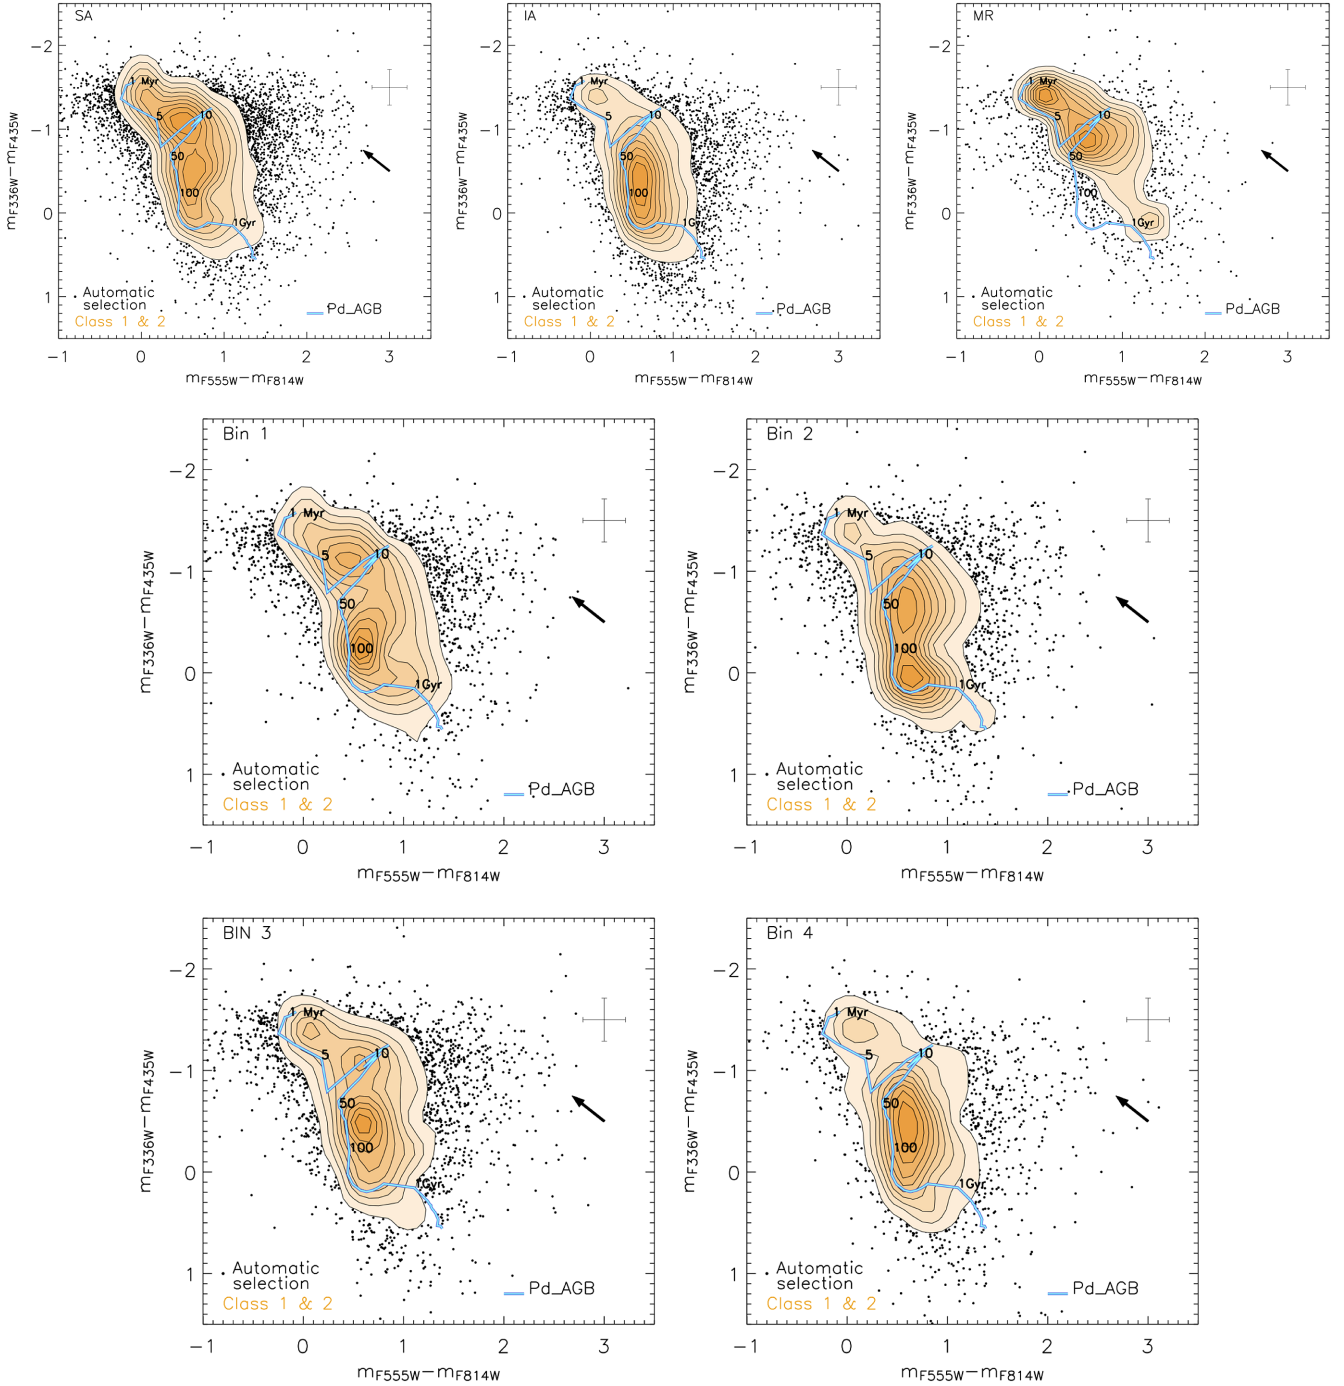 SA
−2
−1
0
1
1 Myr
5
10
50
100
1Gyr
Automatic
selection
Class 1 & 2
Pd_AGB
−1 0 1 2 3
mF555W−mF814W
mF336W−mF435W
IA
−2
−1
0
1
1 Myr
5
10
50
100
1Gyr
Automatic
selection
Class 1 & 2
Pd_AGB
−1 0 1 2 3
mF555W−mF814W
mF336W−mF435W
MR
−2
−1
0
1
1 Myr
5
10
50
100
1Gyr
Automatic
selection
Class 1 & 2
Pd_AGB
−1 0 1 2 3
mF555W−mF814W
mF336W−mF435W
Bin 1
−2
−1
0
1
1 Myr
5
10
50
100
1Gyr
Automatic
selection
Class 1 & 2
Pd_AGB
−1 0 1 2 3
mF555W−mF814W
mF336W−mF435W
Bin 2
−2
−1
0
1
1 Myr
5
10
50
100
1Gyr
Automatic
selection
Class 1 & 2
Pd_AGB
−1 0 1 2 3
mF555W−mF814W
mF336W−mF435W
BIN 3
−2
−1
0
1
1 Myr
5
10
50
100
1Gyr
Automatic
selection
Class 1 & 2
Pd_AGB
−1 0 1 2 3
mF555W−mF814W
mF336W−mF435W
Bin 4
−2
−1
0
1
1 Myr
5
10
50
100
1Gyr
Automatic
selection
Class 1 & 2
Pd_AGB
−1 0 1 2 3
mF555W−mF814W
mF336W−mF435W